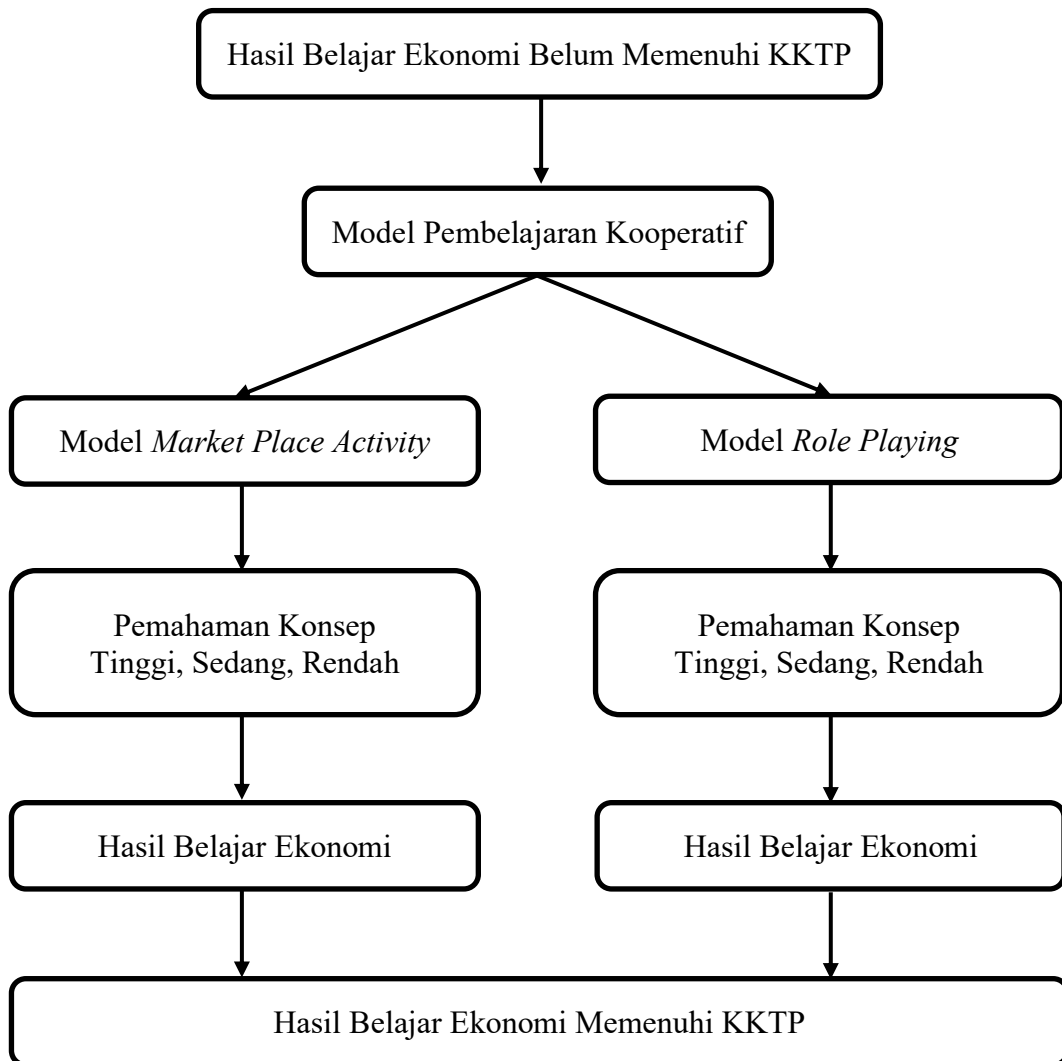 Hasil Belajar Ekonomi Belum Memenuhi KKTP
Model Pembelajaran Kooperatif
Model Market Place Activity
Model Role Playing
Pemahaman Konsep
Tinggi, Sedang, Rendah
Pemahaman Konsep
Tinggi, Sedang, Rendah
Hasil Belajar Ekonomi
Hasil Belajar Ekonomi
Hasil Belajar Ekonomi Memenuhi KKTP